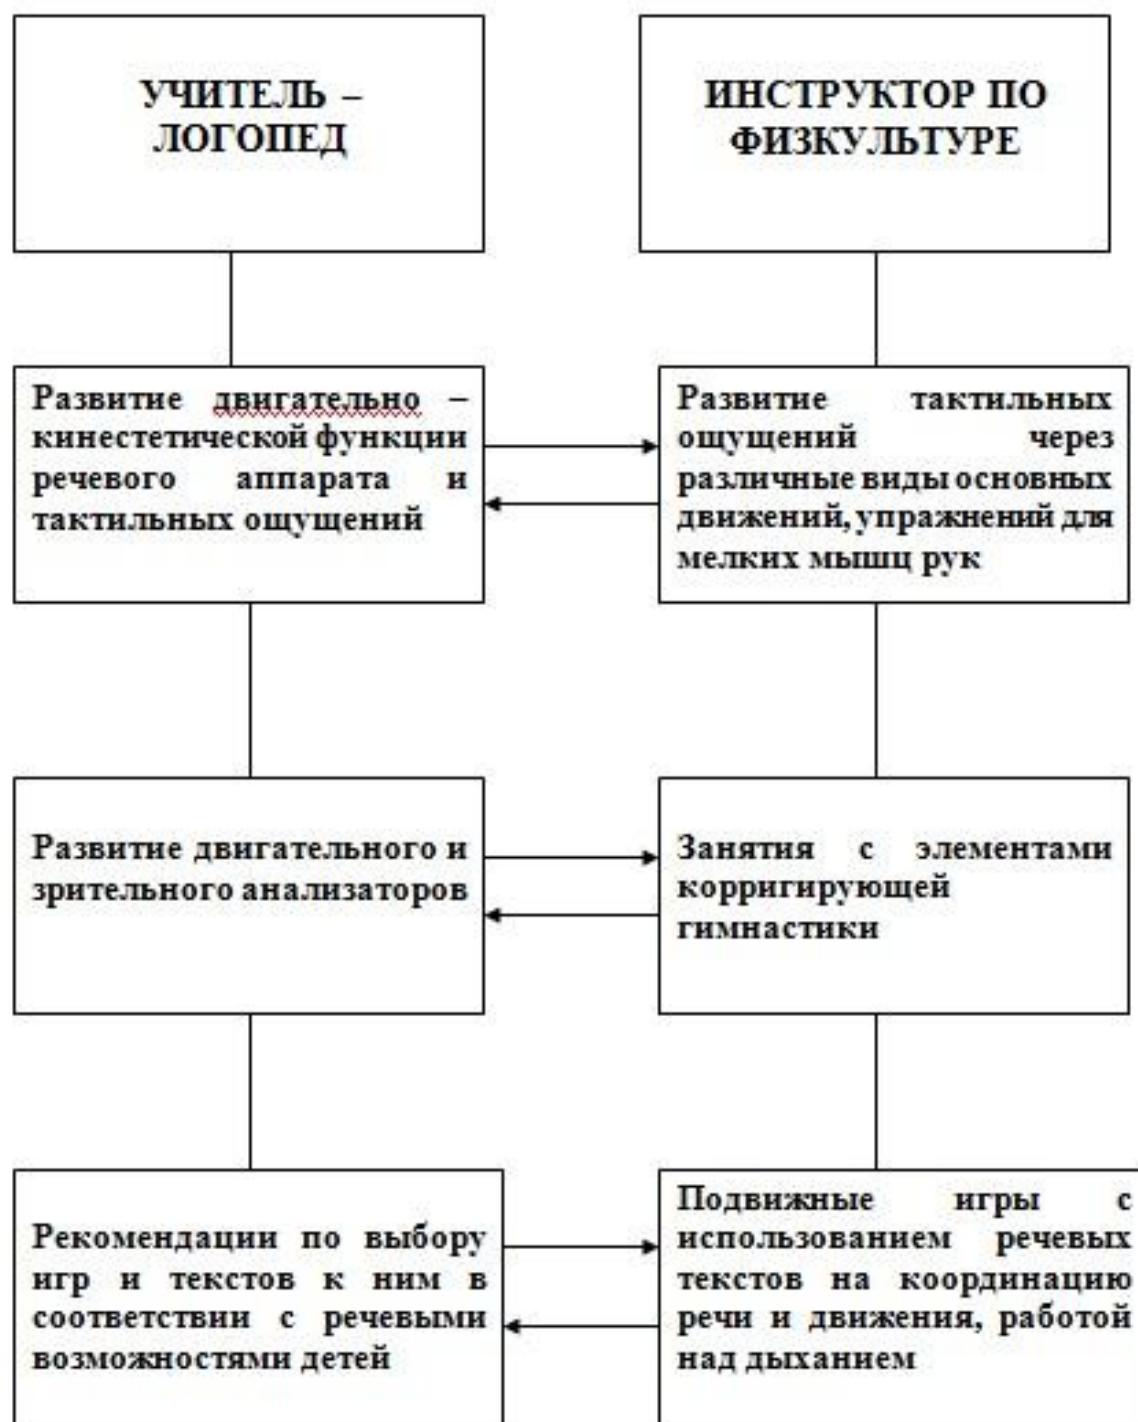 УЧИТЕЛЬ –
ЛОГОПЕД
ИНСТРУКТОР ПО
ФИЗКУЛЬТУРЕ
Развитие двигательно –
кинестетической функции
речевого аппарата и
тактильных ощущений
Развитие тактильных
ощущений через
различные виды основных
движений, упражнений для
мелких мышц рук
Развитие двигательного и
зрительного анализаторов
Занятия с элементами
корригирующей
гимнастики
Рекомендации по выбору
игр и текстов к ним в
соответствии с речевыми
возможностями детей
Подвижные игры с
использованием речевых
текстов на координацию
речи и движения, работой
над дыханием